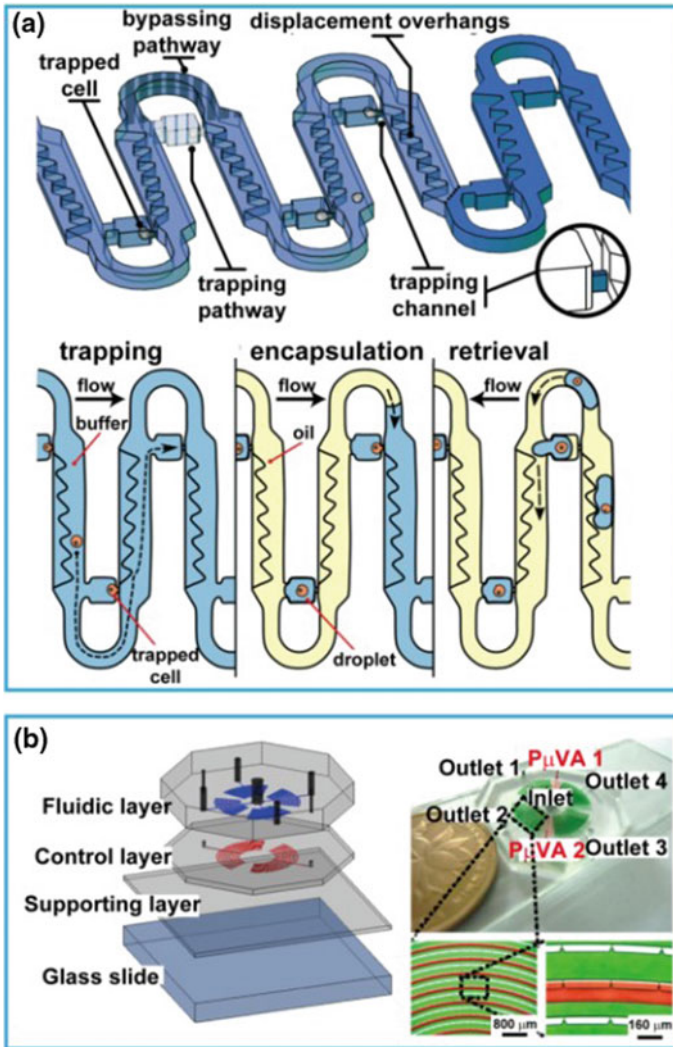 (a)
bypassing
pathway
displacement overhangs
trapped
cell
trapping
pathway
trapping
channel
trapping
encapsulation
retrieval
flow
flow
flow
buffer
oil
trapped
cell
droplet
(b)
Fluidic layer
Control layer
Supporting layer
Glass slide
PμVA 1
Outlet 1
Outlet 4
Inlet
Outlet 2
PμVA 2
Outlet 3
800 μm
160 μm